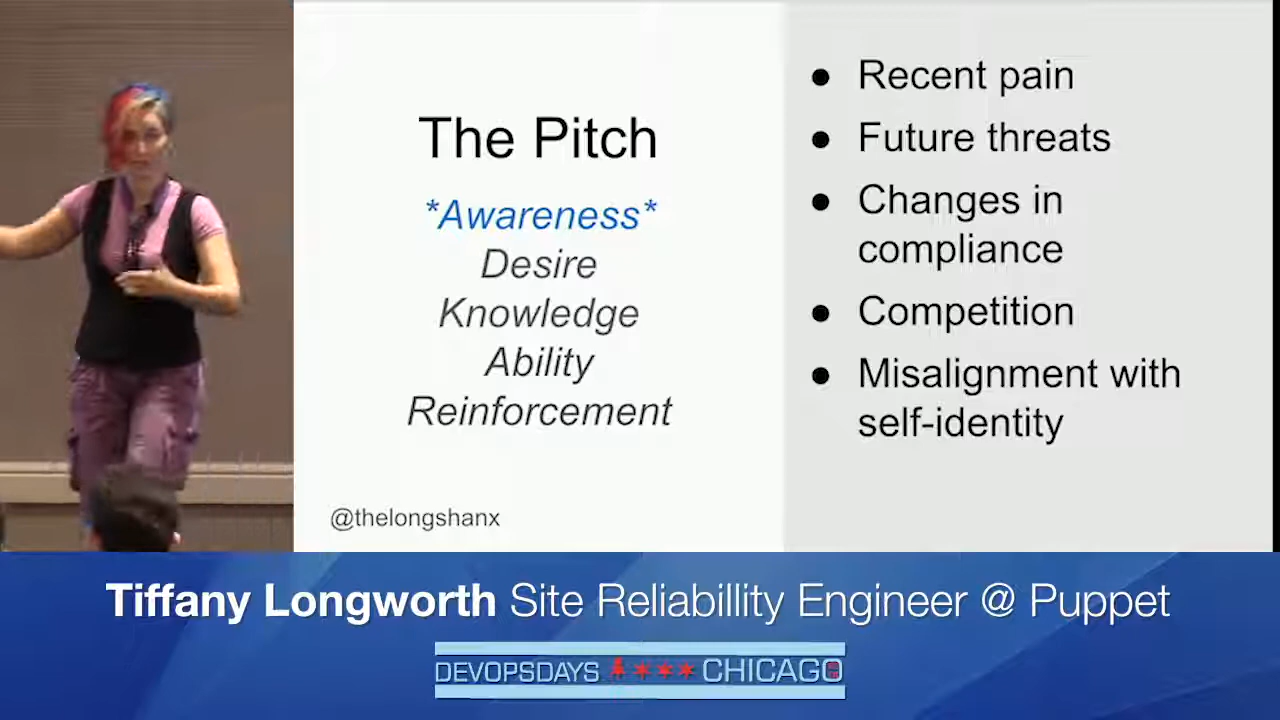 The Pitch
*Awareness*
Desire
Knowledge
Ability
Reinforcement
@thelongshanx
● Recent pain
● Future threats
● Changes in
compliance
● Competition
● Misalignment with
self-identity
Tiffany Longworth Site Reliabillity Engineer @ Puppet
DEVOPSDAYS CHICAGO